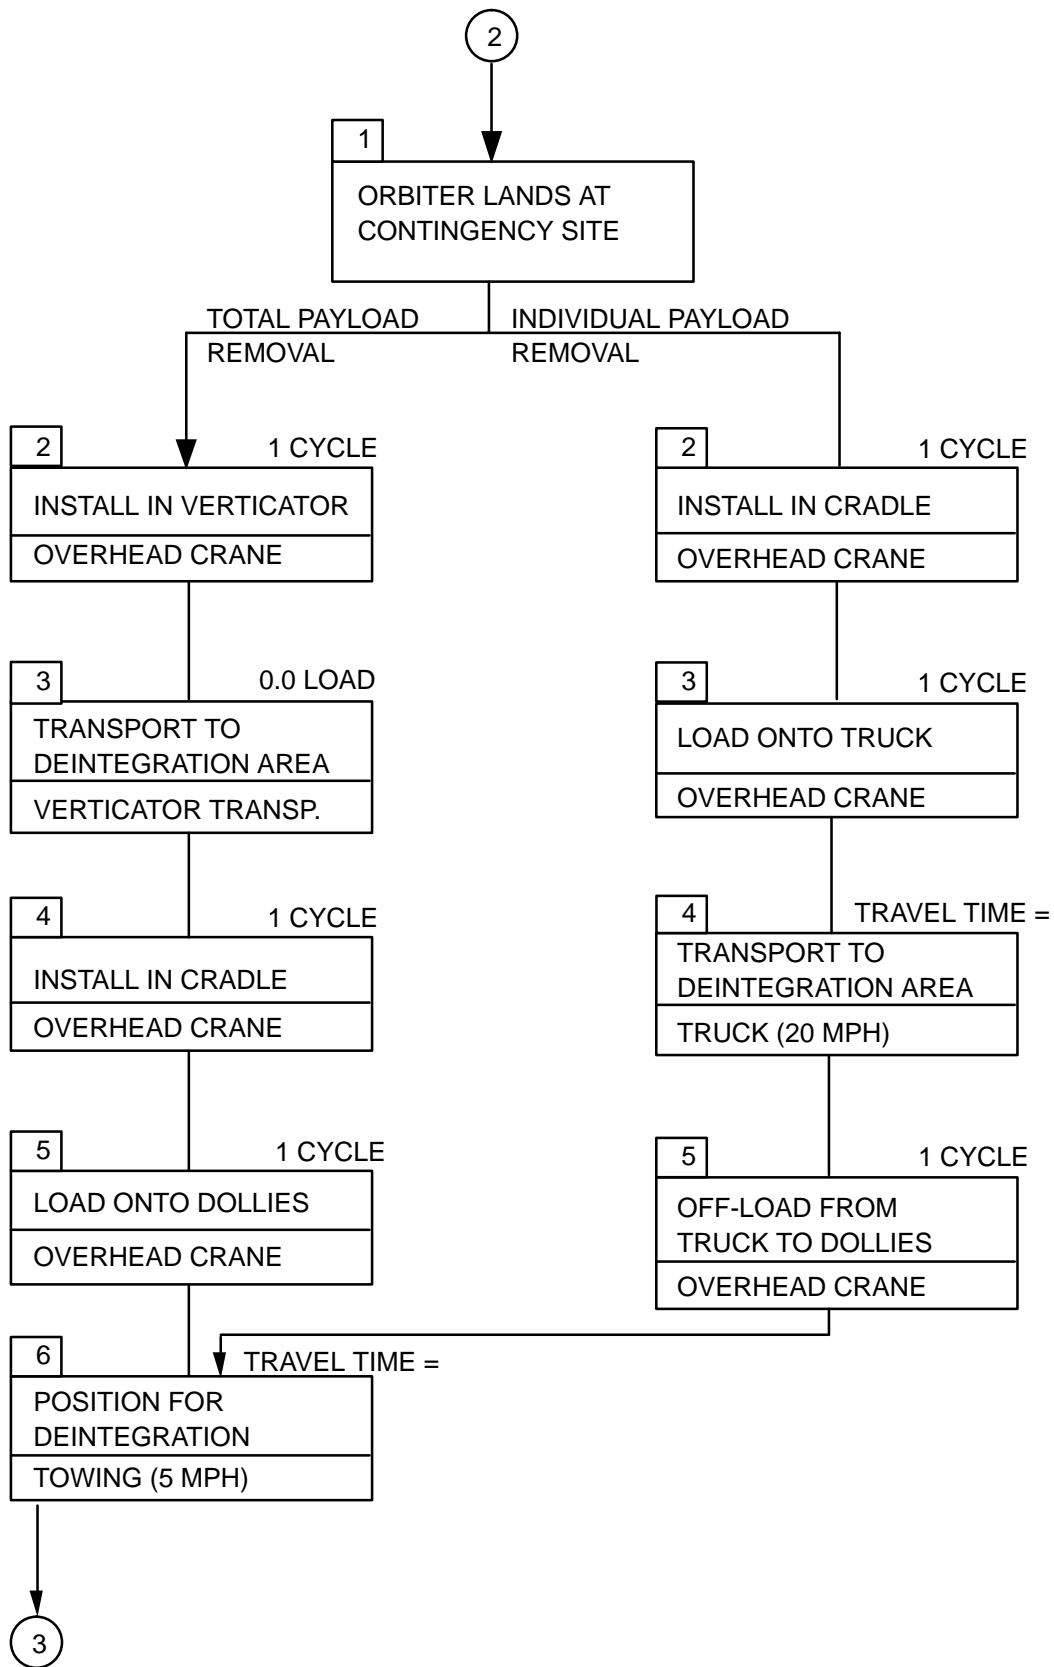 2
1
ORBITER LANDS AT
CONTINGENCY SITE
TOTAL PAYLOAD
REMOVAL
INDIVIDUAL PAYLOAD
REMOVAL
2
1 CYCLE
INSTALL IN VERTICATOR
OVERHEAD CRANE
3
0.0 LOAD
TRANSPORT TO
DEINTEGRATION AREA
VERTICATOR TRANSP.
4
1 CYCLE
INSTALL IN CRADLE
OVERHEAD CRANE
5
1 CYCLE
LOAD ONTO DOLLIES
OVERHEAD CRANE
2
1 CYCLE
INSTALL IN CRADLE
OVERHEAD CRANE
3
1 CYCLE
LOAD ONTO TRUCK
OVERHEAD CRANE
4
TRAVEL TIME =
TRANSPORT TO
DEINTEGRATION AREA
TRUCK (20 MPH)
5
1 CYCLE
OFF-LOAD FROM
TRUCK TO DOLLIES
OVERHEAD CRANE
6
TRAVEL TIME =
POSITION FOR
DEINTEGRATION
TOWING (5 MPH)
3